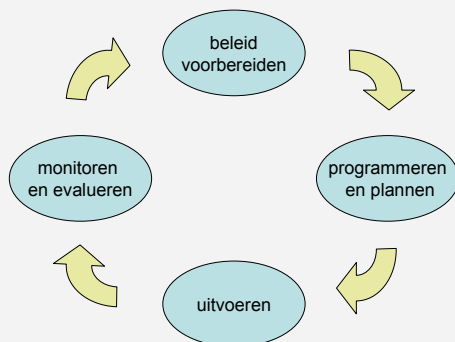 beleid
voorbereiden
programmeren
en plannen
uitvoeren
monitoren
en evalueren